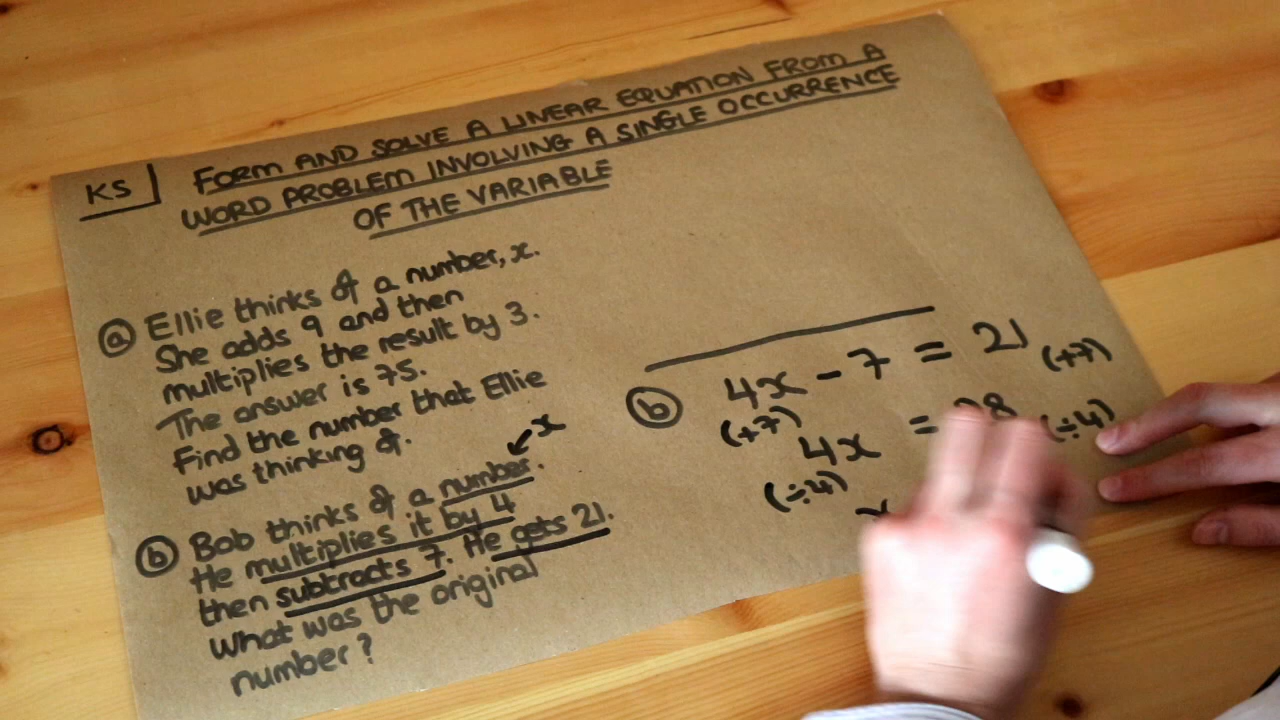 KS
FORM AND SOLVE A LINEAR EQUATION FROM A
WORD PROBLEM INVOLVING A SINGLE OCCURRENCE
OF THE VARIABLE
(a) Ellie thinks of a number, x.
She adds 9 and then
multiplies the result by 3.
The answer is 75.
Find the number that Ellie
was thinking of.
x
(b) Bob thinks of a number.
He multiplies it by 4
then subtracts 7. He gets 21.
What was the original
number?
(b) 4x - 7 = 21
(+7) (+7)
4x = 28
(÷4) (÷4)
x